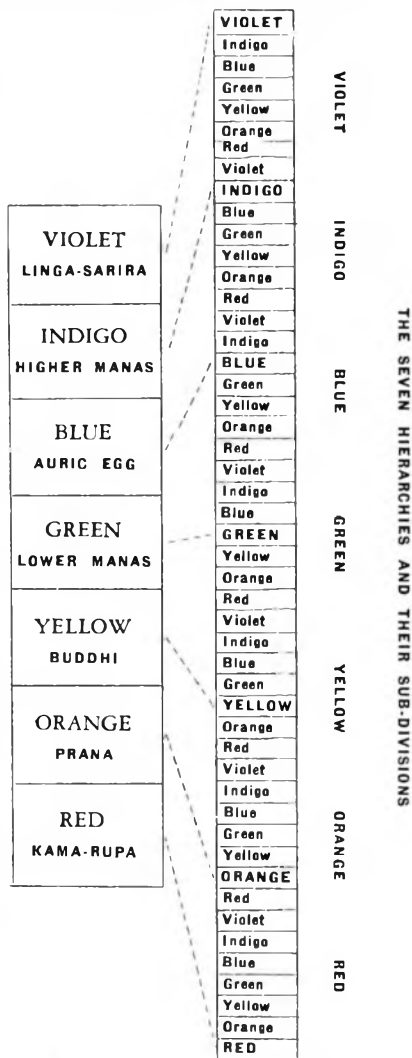 VIOLET
LINGA-SARIRA
INDIGO
HIGHER MANAS
BLUE
AURIC EGG
GREEN
LOWER MANAS
YELLOW
BUDDHI
ORANGE
PRANA
RED
KAMA-RUPA
VIOLET
Indigo
Blue
Green
Yellow
Orange
Red
Violet
INDIGO
Blue
Green
Yellow
Orange
Red
Violet
Indigo
BLUE
Green
Yellow
Orange
Red
Violet
Indigo
Blue
GREEN
Yellow
Orange
Red
Violet
Indigo
Blue
Green
YELLOW
Orange
Red
Violet
Indigo
Blue
Green
Yellow
ORANGE
Red
Violet
Indigo
Blue
Green
Yellow
Orange
RED
VIOLET
INDIGO
BLUE
GREEN
YELLOW
ORANGE
RED
THE SEVEN HIERARCHIES AND THEIR SUB-DIVISIONS